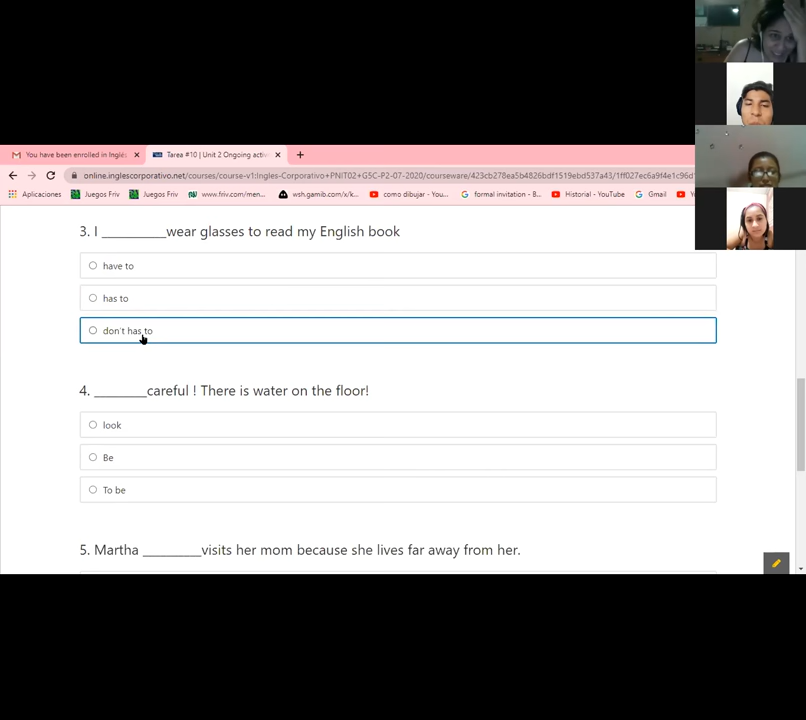 You have been enrolled in Inglés
Tarea #10 | Unit 2 Ongoing acti
online.inglescorporativo.net/courses/course-v1:Ingles-Corporativo+PNIT02+G5C-P2-07-2020/courseware/423cb278ea5b4826bdf1519ebd537a43/1ff027ec6a9f4e1c96d
Aplicaciones Juegos Friv Juegos Friv www.friv.com/men... wsh.gamib.com/x/k... como dibujar - You... formal invitation - B... Historial - YouTube Gmail
3. I __________wear glasses to read my English book
have to
has to
don't has to
4. ________careful ! There is water on the floor!
look
Be
To be
5. Martha _________visits her mom because she lives far away from her.